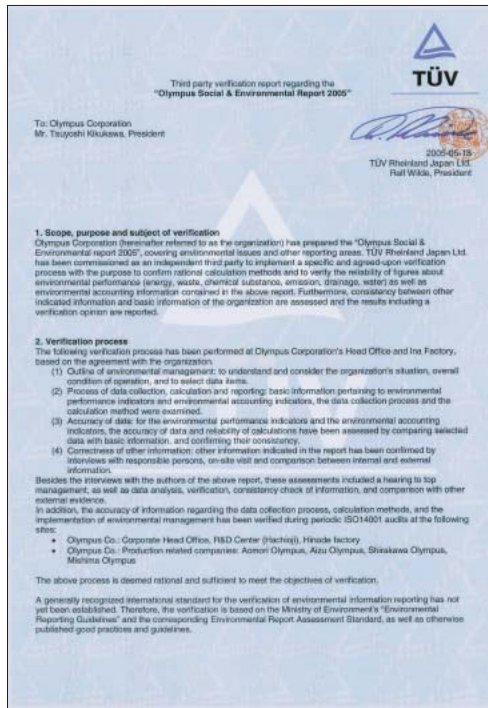 TÜV
Third party verification report regarding the
"Olympus Social & Environmental Report 2005"
To: Olympus Corporation
Mr. Tsuyoshi Kikukawa, President
2005-05-18
TÜV Rheinland Japan Ltd.
Ralf Wilde, President
1. Scope, purpose and subject of verification
Olympus Corporation (hereinafter referred to as the organization) has prepared the "Olympus Social &
Environmental report 2005", covering environmental issues and other reporting areas. TÜV Rheinland Japan Ltd.
has been commissioned as an independent third party to implement a specific and agreed-upon verification
process with the purpose to confirm rational calculation methods and to verify the reliability of figures about
environmental performance (energy, waste, chemical substance, emission, drainage, water) as well as
environmental accounting information contained in the above report. Furthermore, consistency between other
indicated information and basic information of the organization are assessed and the results including a
verification opinion are reported.
2. Verification process
The following verification process has been performed at Olympus Corporation's Head Office and Ina Factory,
based on the agreement with the organization.
(1) Outline of environmental management: to understand and consider the organization's situation, overall
condition of operation, and to select data items.
(2) Process of data collection, calculation and reporting: basic information pertaining to environmental
performance indicators and environmental accounting indicators, the data collection process and the
calculation method were examined.
(3) Accuracy of data: for the environmental performance indicators and the environmental accounting
indicators, the accuracy of data and reliability of calculations have been assessed by comparing selected
data with basic information, and confirming their consistency.
(4) Correctness of other information: other information indicated in the report has been confirmed by
interviews with responsible persons, on-site visit and comparison between internal and external
information.
Besides the interviews with the authors of the above report, these assessments included a hearing to top
management, as well as data analysis, verification, consistency check of information, and comparison with other
external evidence.
In addition, the accuracy of information regarding the data collection process, calculation methods, and the
implementation of environmental management has been verified during periodic ISO14001 audits at the following
sites:
• Olympus Co.: Corporate Head Office, R&D Center (Hachioji), Hinode factory
• Olympus Co.: Production related companies: Aomori Olympus, Aizu Olympus, Shirakawa Olympus,
Mishima Olympus
The above process is deemed rational and sufficient to meet the objectives of verification.
A generally recognized international standard for the verification of environmental information reporting has not
yet been established. Therefore, the verification is based on the Ministry of Environment's "Environmental
Reporting Guidelines" and the corresponding Environmental Report Assessment Standard, as well as otherwise
published good practices and guidelines.